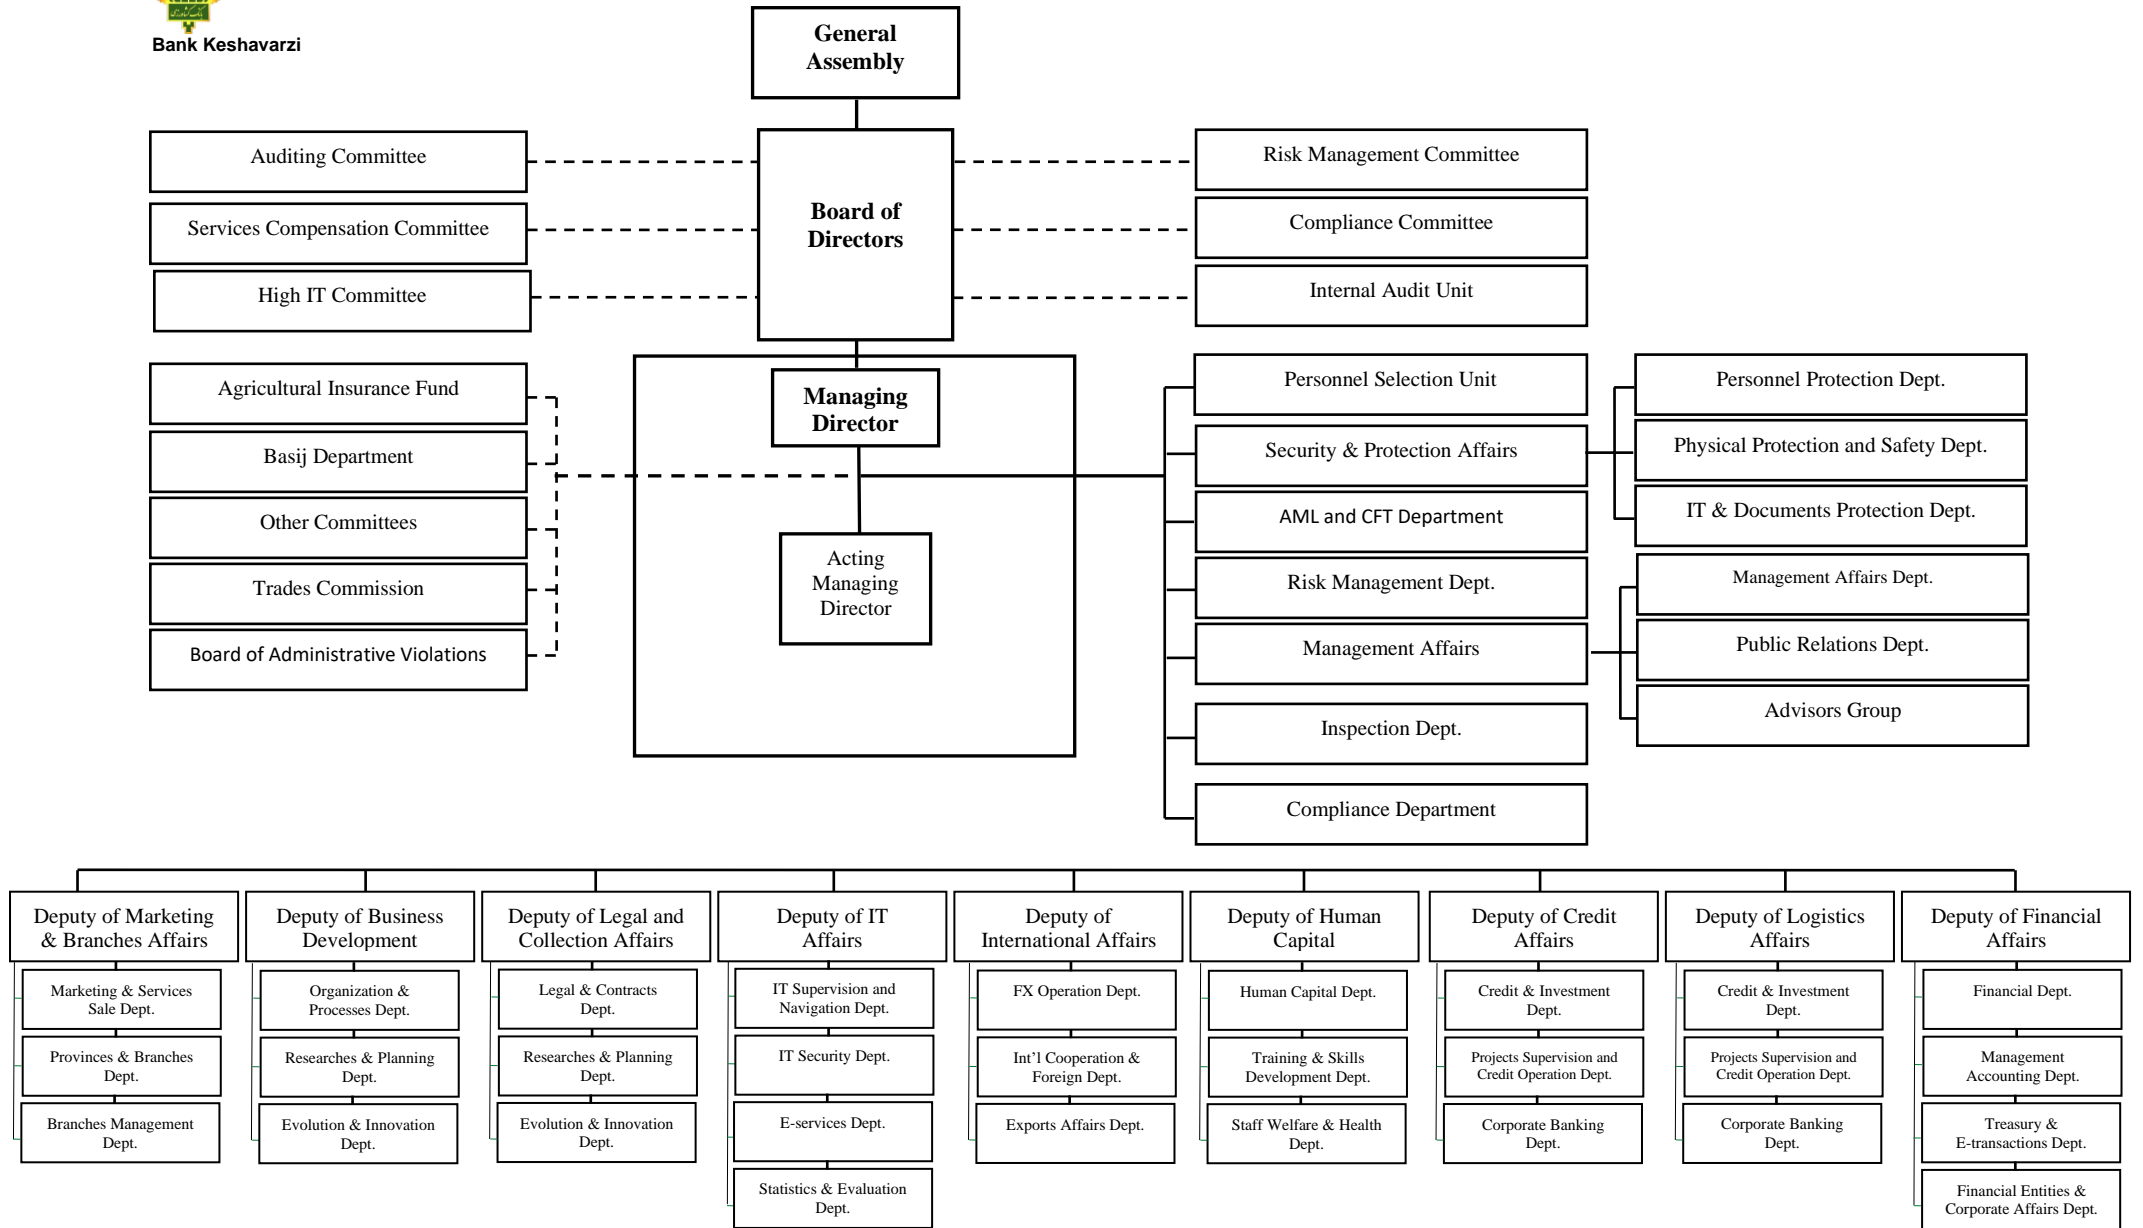 بانک کشاورزی
Bank Keshavarzi
General
Assembly
Auditing Committee
Services Compensation Committee
High IT Committee
Board of
Directors
Risk Management Committee
Compliance Committee
Internal Audit Unit
Agricultural Insurance Fund
Basij Department
Other Committees
Trades Commission
Board of Administrative Violations
Managing
Director
Acting
Managing
Director
Personnel Selection Unit
Security & Protection Affairs
AML and CFT Department
Risk Management Dept.
Management Affairs
Inspection Dept.
Compliance Department
Personnel Protection Dept.
Physical Protection and Safety Dept.
IT & Documents Protection Dept.
Management Affairs Dept.
Public Relations Dept.
Advisors Group
Deputy of Marketing
& Branches Affairs
Marketing & Services
Sale Dept.
Provinces & Branches
Dept.
Branches Management
Dept.
Deputy of Business
Development
Organization &
Processes Dept.
Researches & Planning
Dept.
Evolution & Innovation
Dept.
Deputy of Legal and
Collection Affairs
Legal & Contracts
Dept.
Researches & Planning
Dept.
Evolution & Innovation
Dept.
Deputy of IT
Affairs
IT Supervision and
Navigation Dept.
IT Security Dept.
E-services Dept.
Statistics & Evaluation
Dept.
Deputy of
International Affairs
FX Operation Dept.
Int’l Cooperation &
Foreign Dept.
Exports Affairs Dept.
Deputy of Human
Capital
Human Capital Dept.
Training & Skills
Development Dept.
Staff Welfare & Health
Dept.
Deputy of Credit
Affairs
Credit & Investment
Dept.
Projects Supervision and
Credit Operation Dept.
Corporate Banking
Dept.
Deputy of Logistics
Affairs
Credit & Investment
Dept.
Projects Supervision and
Credit Operation Dept.
Corporate Banking
Dept.
Deputy of Financial
Affairs
Financial Dept.
Management
Accounting Dept.
Treasury &
E-transactions Dept.
Financial Entities &
Corporate Affairs Dept.